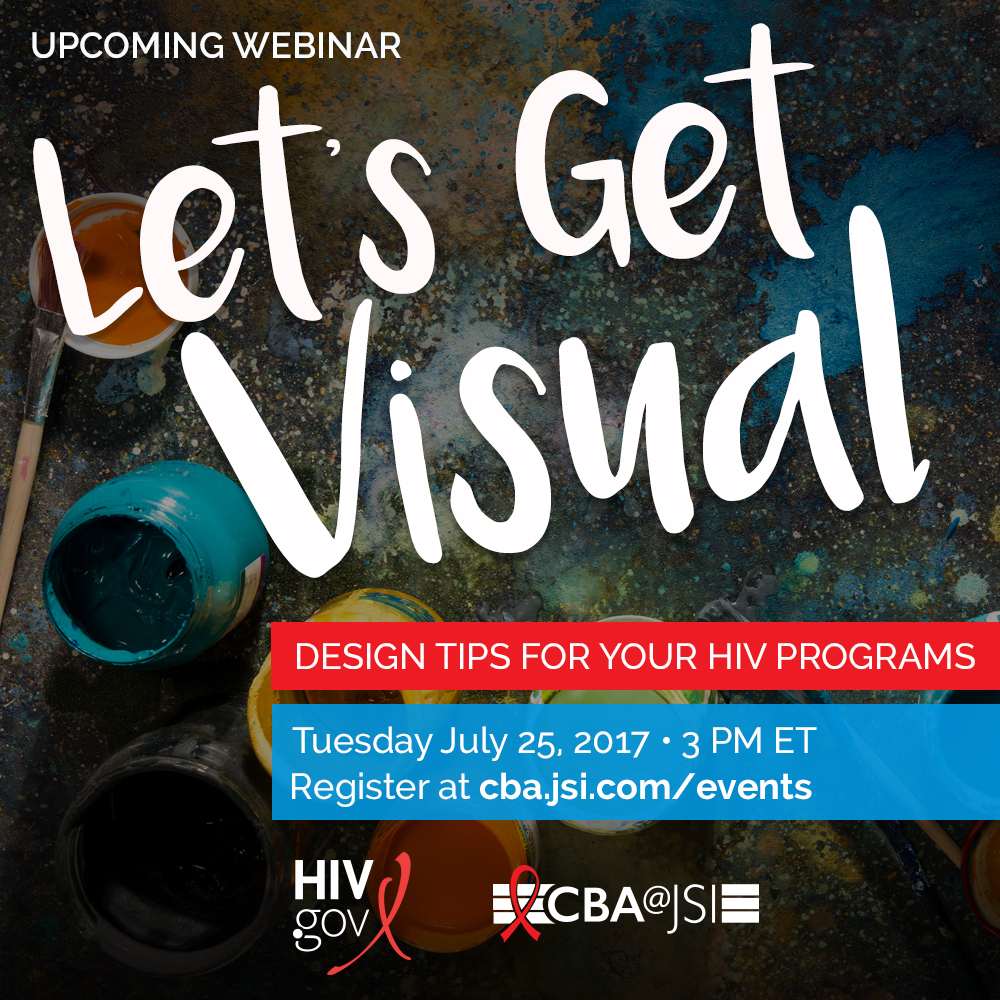 UPCOMING WEBINAR
Let's Get
Visual
DESIGN TIPS FOR YOUR HIV PROGRAMS
Tuesday July 25, 2017 • 3 PM ET
Register at cba.jsi.com/events
HIV
.gov
CBA@JSI